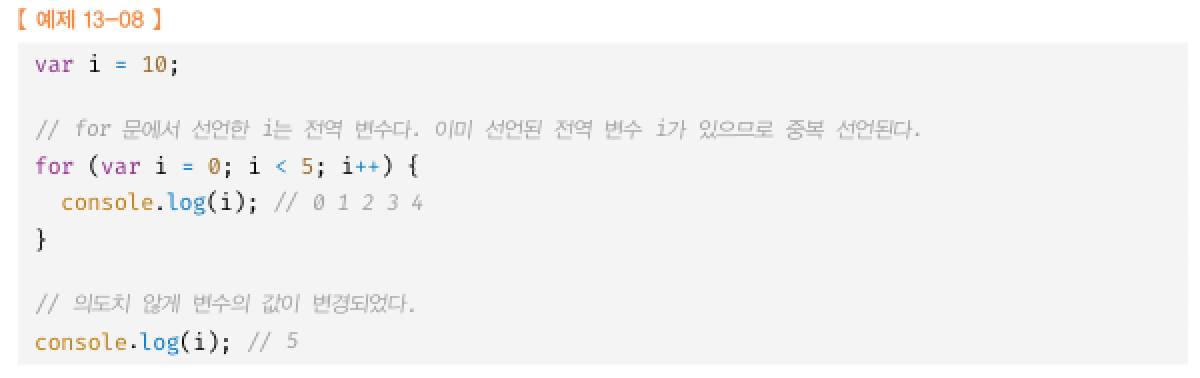 【 예제 13-08 】
var i = 10;
// for 문에서 선언한 i는 전역 변수다. 이미 선언된 전역 변수 i가 있으므로 중복 선언된다.
for (var i = 0; i < 5; i++) {
  console.log(i); // 0 1 2 3 4
}
// 의도치 않게 변수의 값이 변경되었다.
console.log(i); // 5